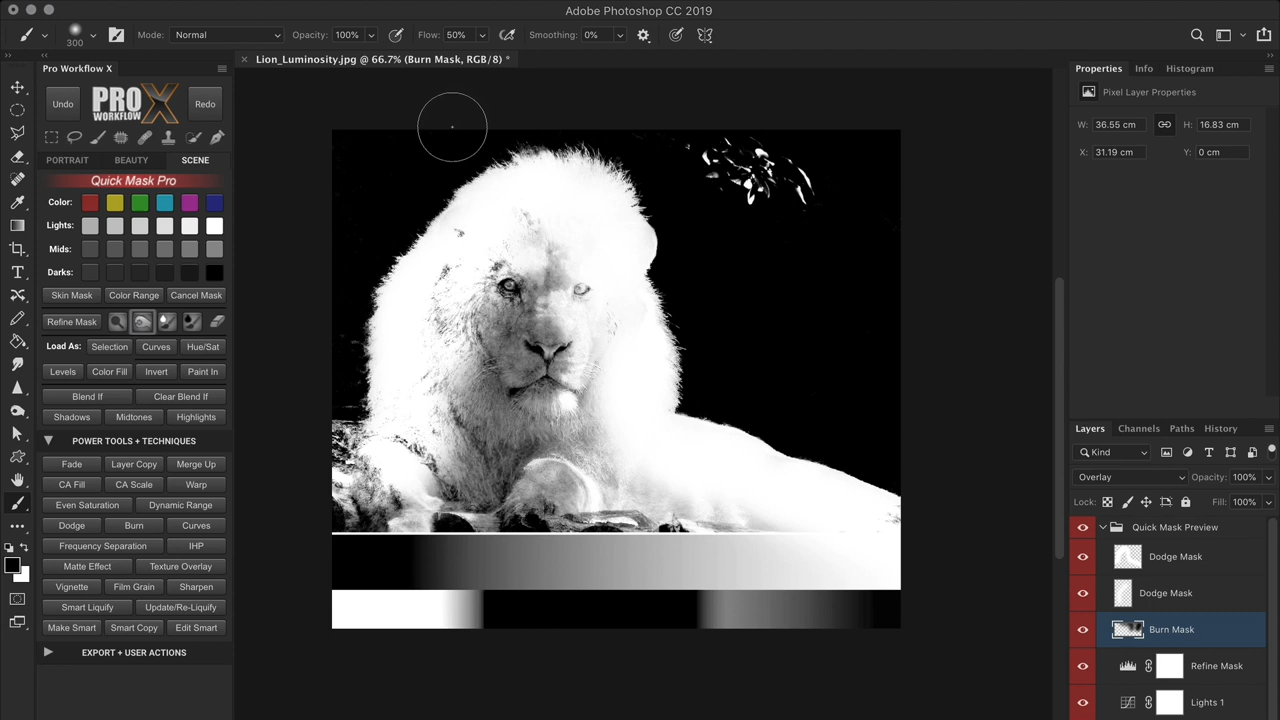 Adobe Photoshop CC 2019
300
Mode: Normal
Opacity: 100%
Flow: 50%
Smoothing: 0%
Pro Workflow X
Lion_Luminosity.jpg @ 66.7% (Burn Mask, RGB/8) *
Undo
PRO X
WORKFLOW
Redo
PORTRAIT BEAUTY SCENE
Quick Mask Pro
Color:
Lights:
Mids:
Darks:
Skin Mask Color Range Cancel Mask
Refine Mask
Load As: Selection Curves Hue/Sat
Levels Color Fill Invert Paint In
Blend If Clear Blend If
Shadows Midtones Highlights
POWER TOOLS + TECHNIQUES
Fade Layer Copy Merge Up
CA Fill CA Scale Warp
Even Saturation Dynamic Range
Dodge Burn Curves
Frequency Separation IHP
Matte Effect Texture Overlay
Vignette Film Grain Sharpen
Smart Liquify Update/Re-Liquify
Make Smart Smart Copy Edit Smart
EXPORT + USER ACTIONS
Properties Info Histogram
Pixel Layer Properties
W: 36.55 cm H: 16.83 cm
X: 31.19 cm Y: 0 cm
Layers Channels Paths History
Kind
Overlay Opacity: 100%
Lock: Fill: 100%
Quick Mask Preview
Dodge Mask
Dodge Mask
Burn Mask
Refine Mask
Lights 1